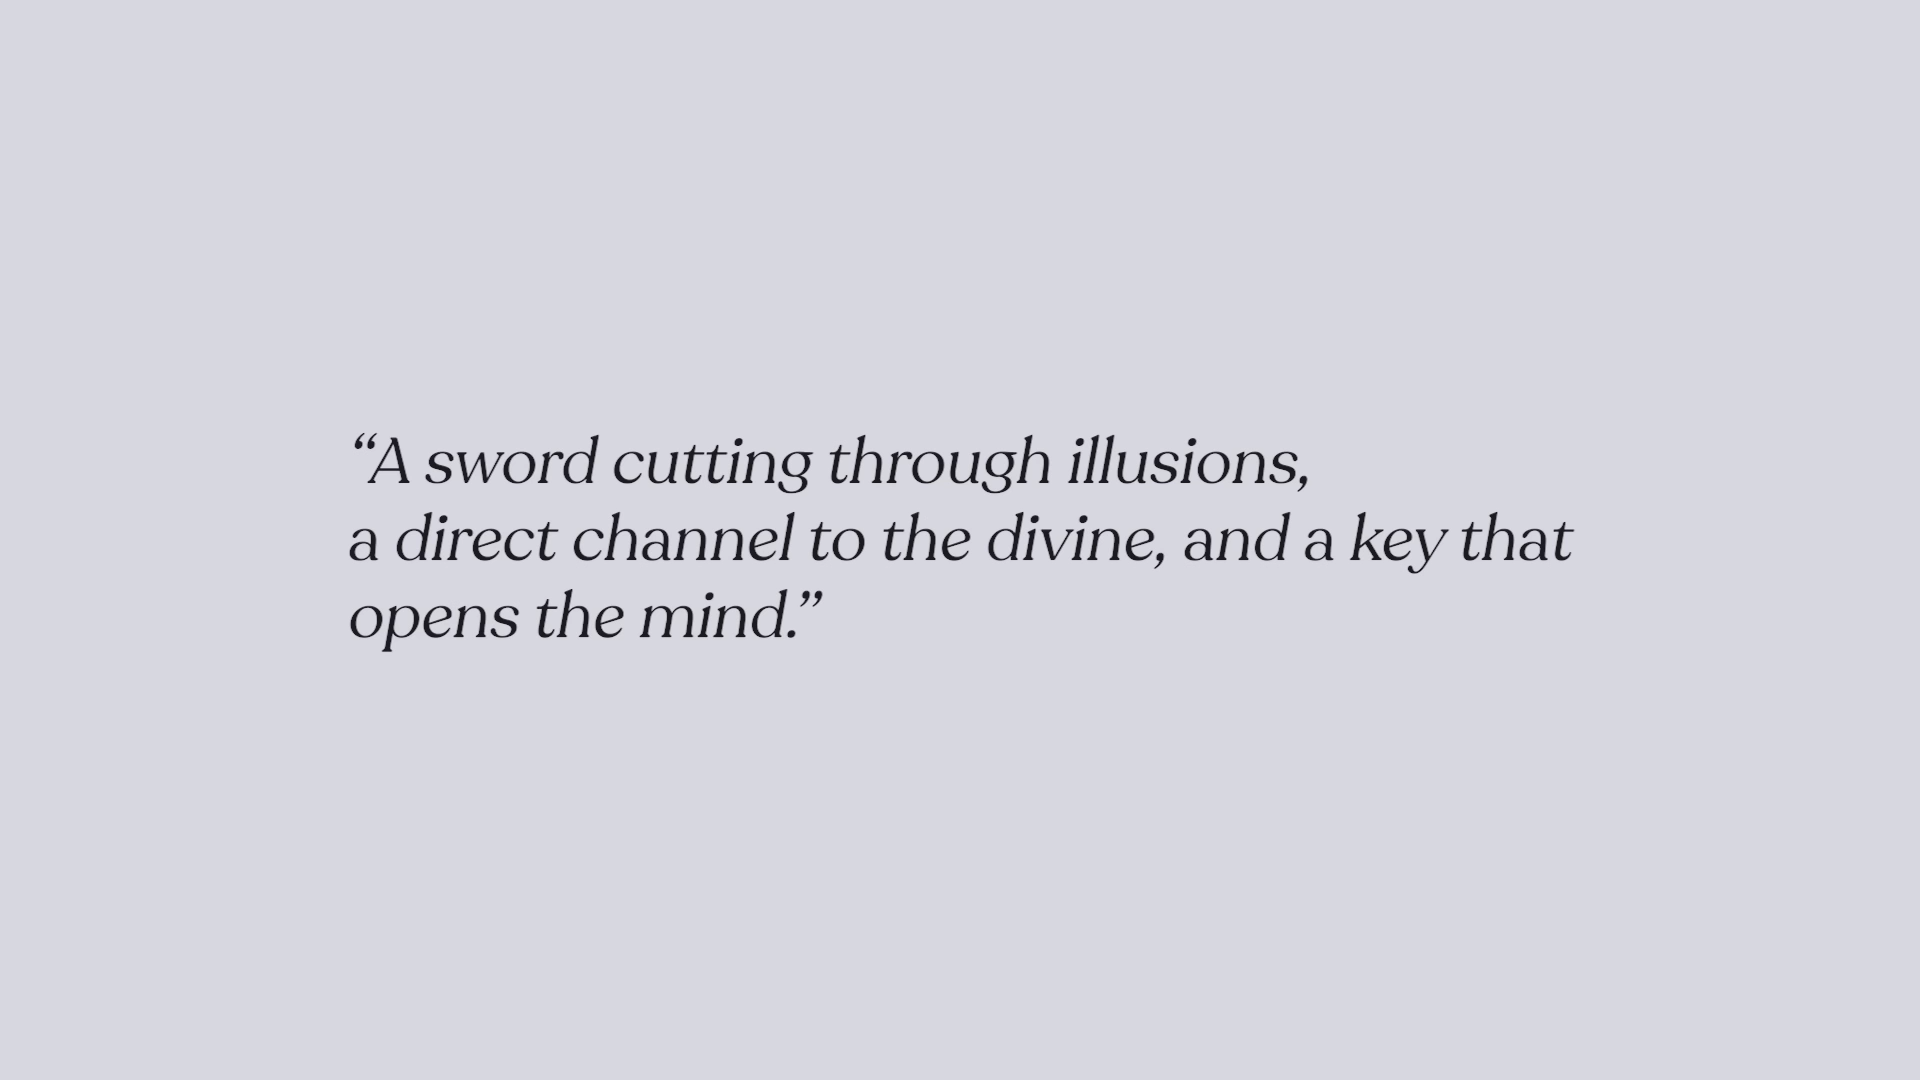 “A sword cutting through illusions,
a direct channel to the divine, and a key that
opens the mind.”